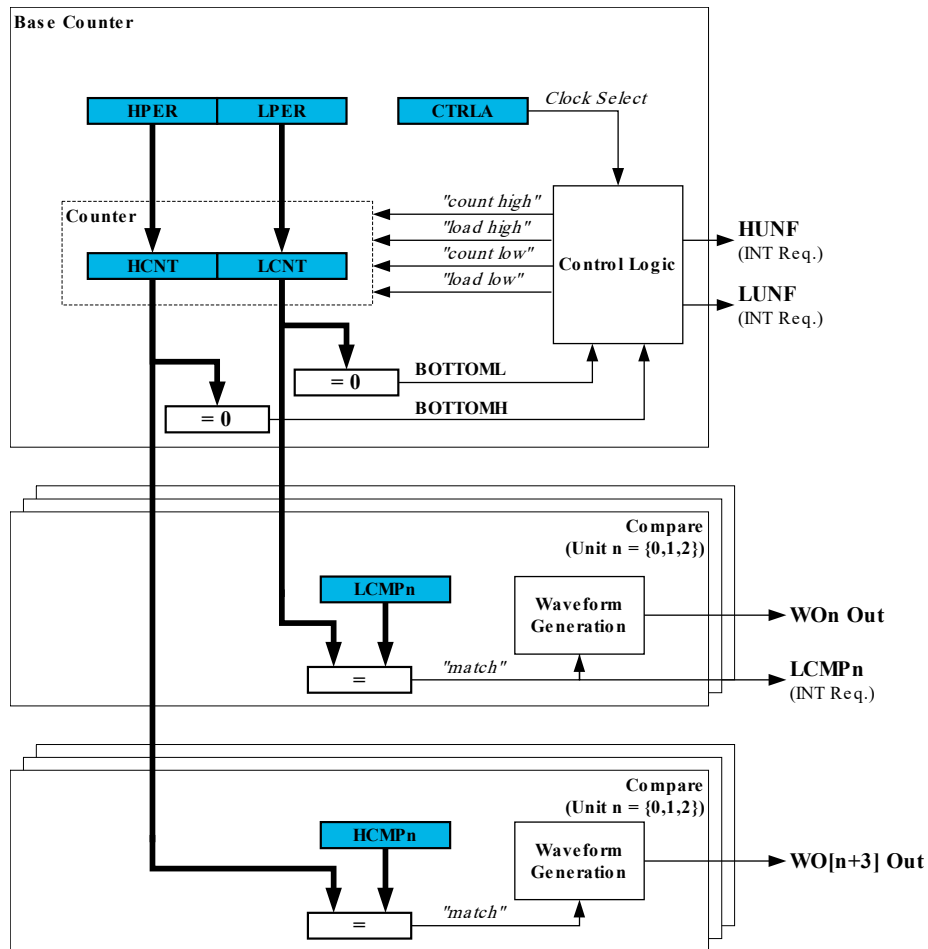 Base Counter
HPER
LPER
CTRLA
Clock Select
Counter
"count high"
"load high"
"count low"
"load low"
Control Logic
HUNF
(INT Req.)
LUNF
(INT Req.)
HCNT
LCNT
= 0
BOTTOML
= 0
BOTTOMH
Compare
(Unit n = {0,1,2})
LCMPn
Waveform
Generation
WOn Out
=
"match"
LCMPn
(INT Req.)
Compare
(Unit n = {0,1,2})
HCMPn
Waveform
Generation
WO[n+3] Out
=
"match"